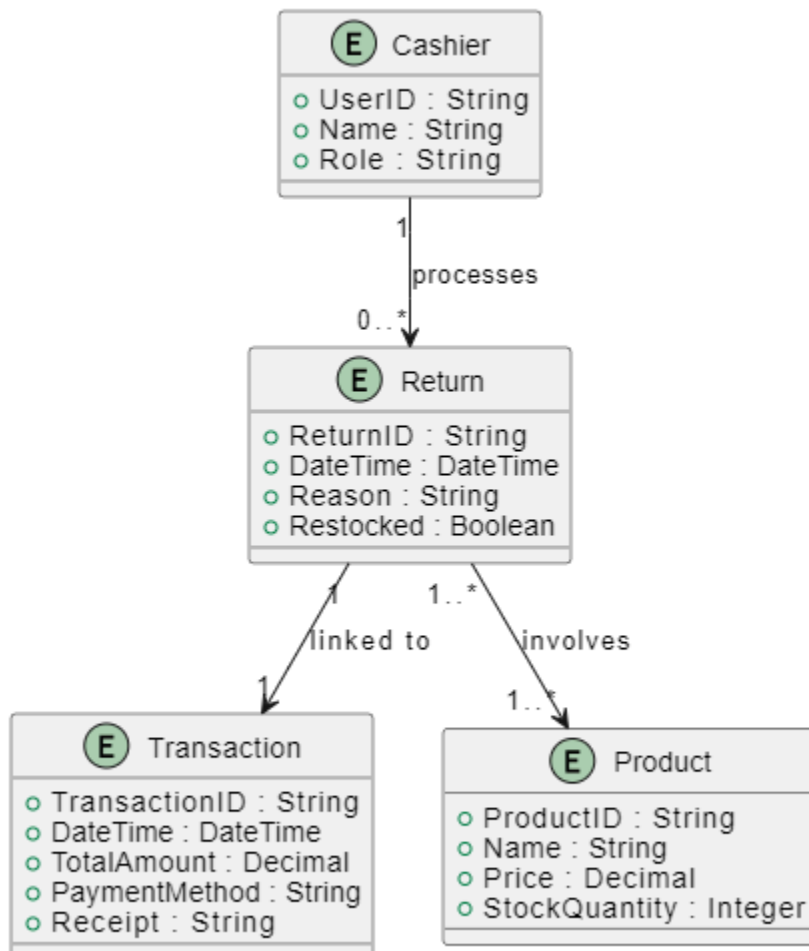 E Cashier
UserID : String
Name : String
Role : String
1
processes
0..*
E Return
ReturnID : String
DateTime : DateTime
Reason : String
Restocked : Boolean
1
1..*
linked to
involves
1
1..*
E Transaction
TransactionID : String
DateTime : DateTime
TotalAmount : Decimal
PaymentMethod : String
Receipt : String
E Product
ProductID : String
Name : String
Price : Decimal
StockQuantity : Integer